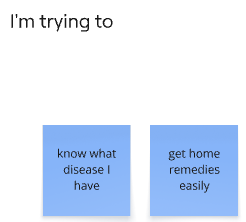 I'm trying to
know what
disease I
have
get home
remedies
easily